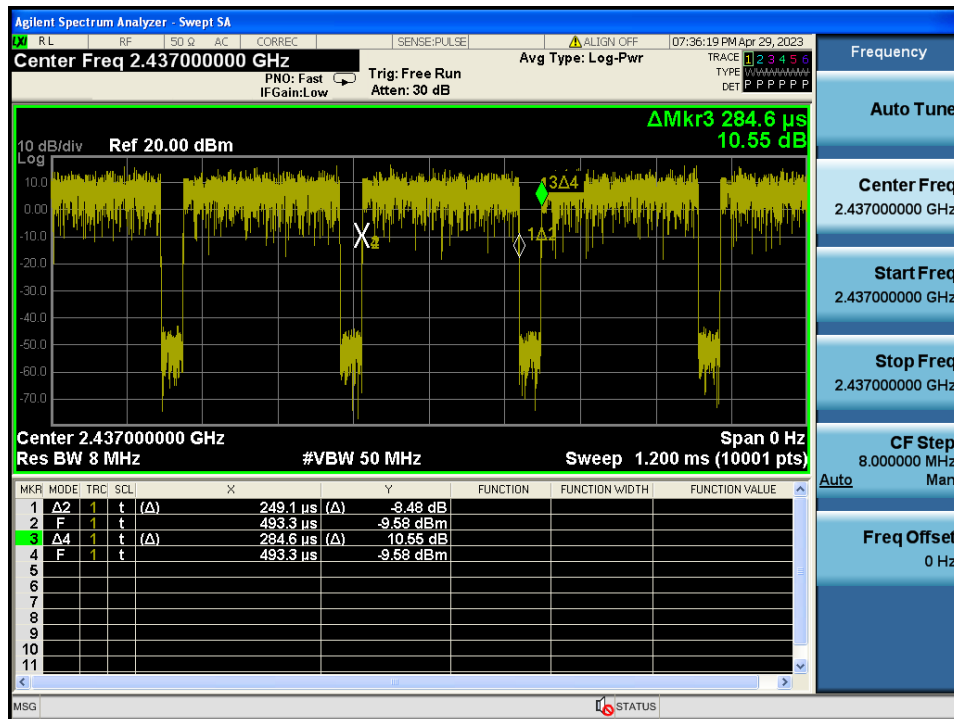 Agilent Spectrum Analyzer - Swept SA
LXI RL RF 50 Ω AC CORREC SENSE:PULSE ALIGN OFF 07:36:19 PM Apr 29, 2023
Center Freq 2.437000000 GHz
PNO: Fast
IFGain:Low
Trig: Free Run
Atten: 30 dB
Avg Type: Log-Pwr
TRACE 1 2 3 4 5 6
TYPE
DET P P P P P P
ΔMkr3 284.6 µs
10.55 dB
10 dB/div Ref 20.00 dBm
Log
10.0
0.00
-10.0
-20.0
-30.0
-40.0
-50.0
-60.0
-70.0
3Δ4
1Δ2
Center 2.437000000 GHz Span 0 Hz
Res BW 8 MHz #VBW 50 MHz Sweep 1.200 ms (10001 pts)
MKR MODE TRC SCL X Y FUNCTION FUNCTION WIDTH FUNCTION VALUE
1 Δ2 1 t (Δ) 249.1 µs (Δ) -8.48 dB
2 F 1 t 493.3 µs -9.58 dBm
3 Δ4 1 t (Δ) 284.6 µs (Δ) 10.55 dB
4 F 1 t 493.3 µs -9.58 dBm
5
6
7
8
9
10
11
MSG STATUS
Frequency
Auto Tune
Center Freq
2.437000000 GHz
Start Freq
2.437000000 GHz
Stop Freq
2.437000000 GHz
CF Step
8.000000 MHz
Auto Man
Freq Offset
0 Hz